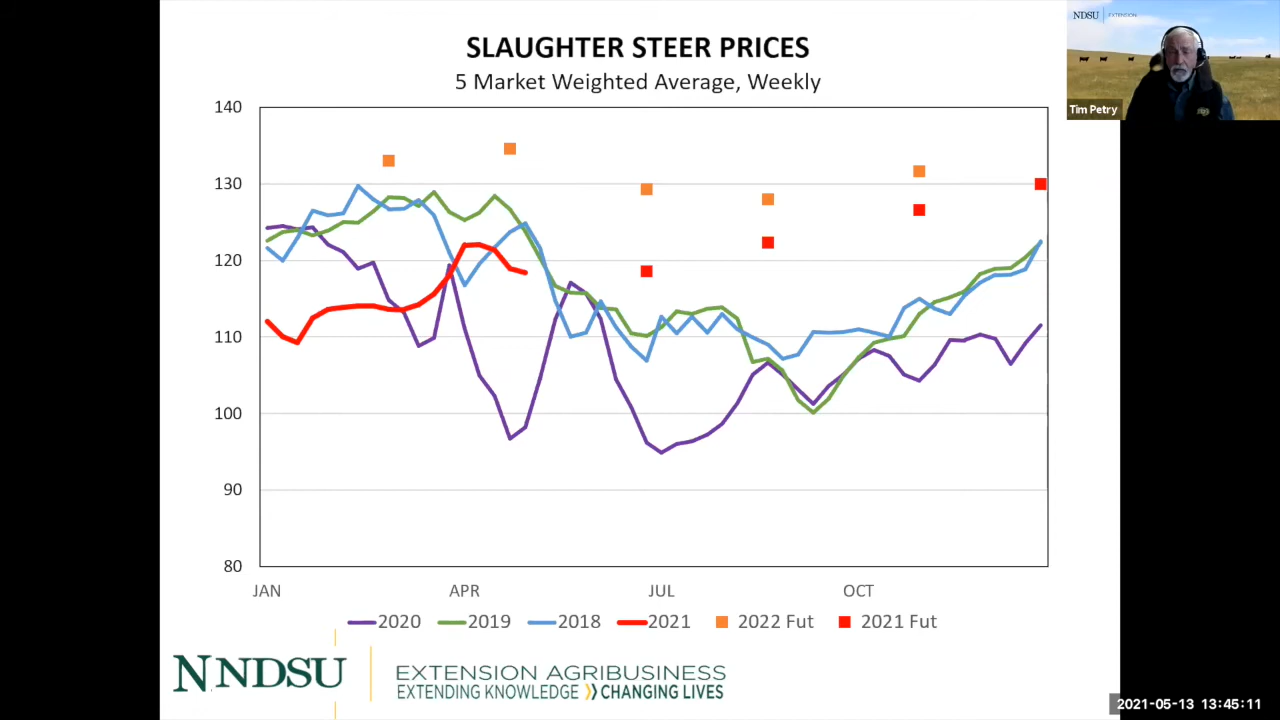 SLAUGHTER STEER PRICES
5 Market Weighted Average, Weekly
140
130
120
110
100
90
80
JAN APR JUL OCT
2020 2019 2018 2021 2022 Fut 2021 Fut
NDSU
EXTENSION AGRIBUSINESS
EXTENDING KNOWLEDGE CHANGING LIVES
NDSU EXTENSION
Tim Petry
2021-05-13 13:45:11